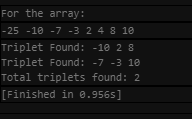 For the array:
-25 -10 -7 -3 2 4 8 10
Triplet Found: -10 2 8
Triplet Found: -7 -3 10
Total triplets found: 2
[Finished in 0.956s]